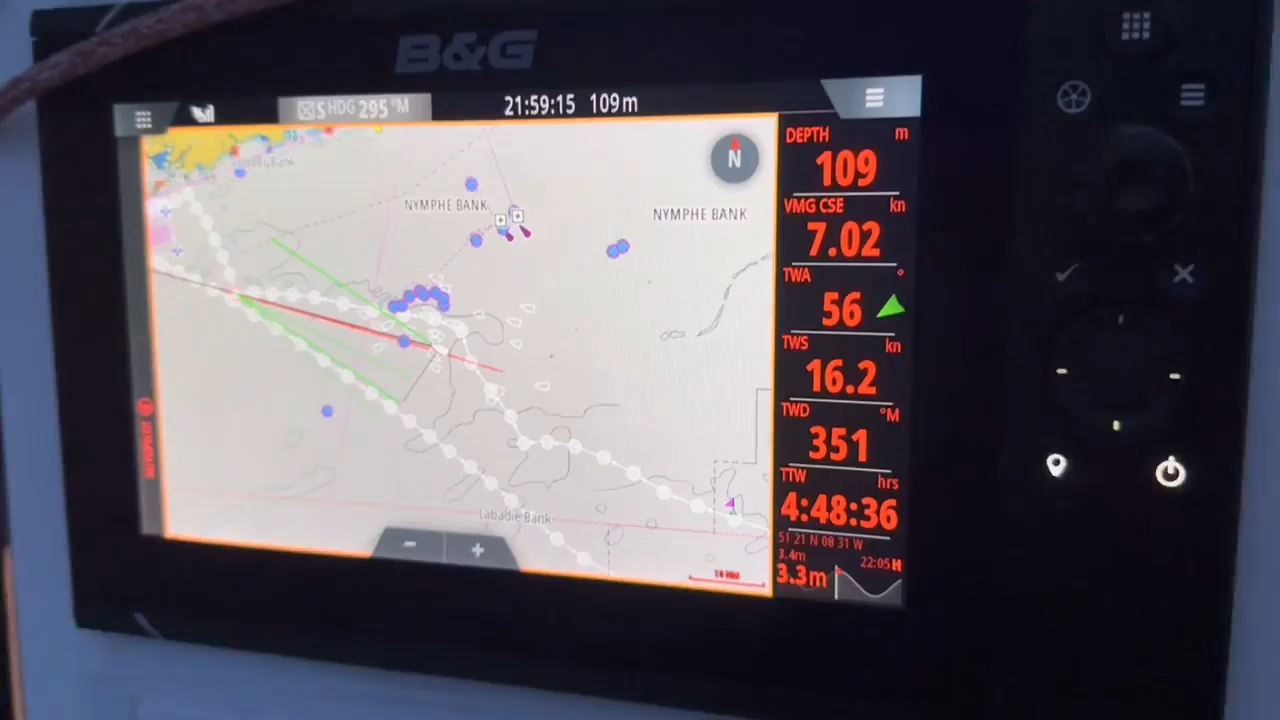 B&G
S HDG 295 °M
21:59:15 109m
N
DEPTH m
109
VMG CSE kn
7.02
TWA °
56
TWS kn
16.2
TWD °M
351
TTW hrs
4:48:36
51 21 N 08 31 W
3.4m
22:05 H
3.3m
NYMPHE BANK
NYMPHE BANK
Labadie Bank
- +